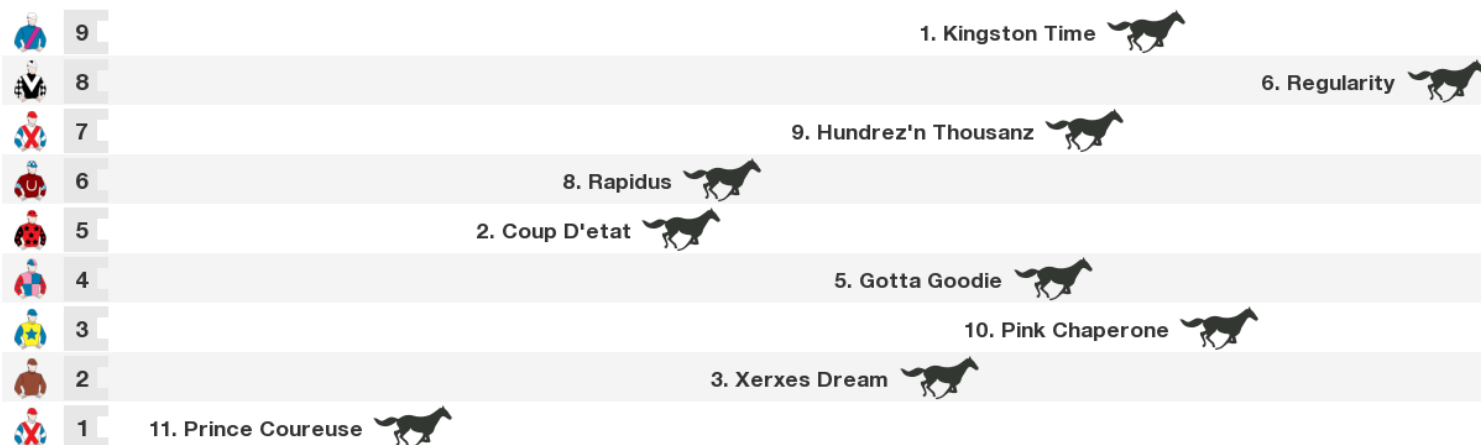 9 1. Kingston Time
8 6. Regularity
7 9. Hundrez'n Thousanz
6 8. Rapidus
5 2. Coup D'etat
4 5. Gotta Goodie
3 10. Pink Chaperone
2 3. Xerxes Dream
1 11. Prince Coureuse